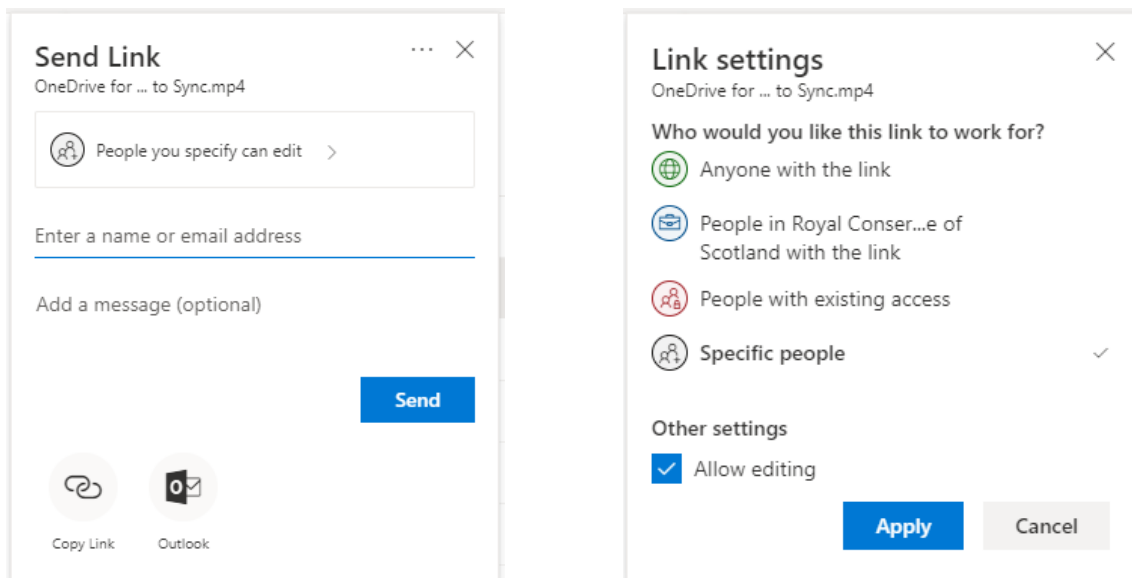 Send Link
OneDrive for ... to Sync.mp4
People you specify can edit
Enter a name or email address
Add a message (optional)
Send
Copy Link
Outlook
Link settings
OneDrive for ... to Sync.mp4
Who would you like this link to work for?
Anyone with the link
People in Royal Conser...e of
Scotland with the link
People with existing access
Specific people
Other settings
Allow editing
Apply
Cancel